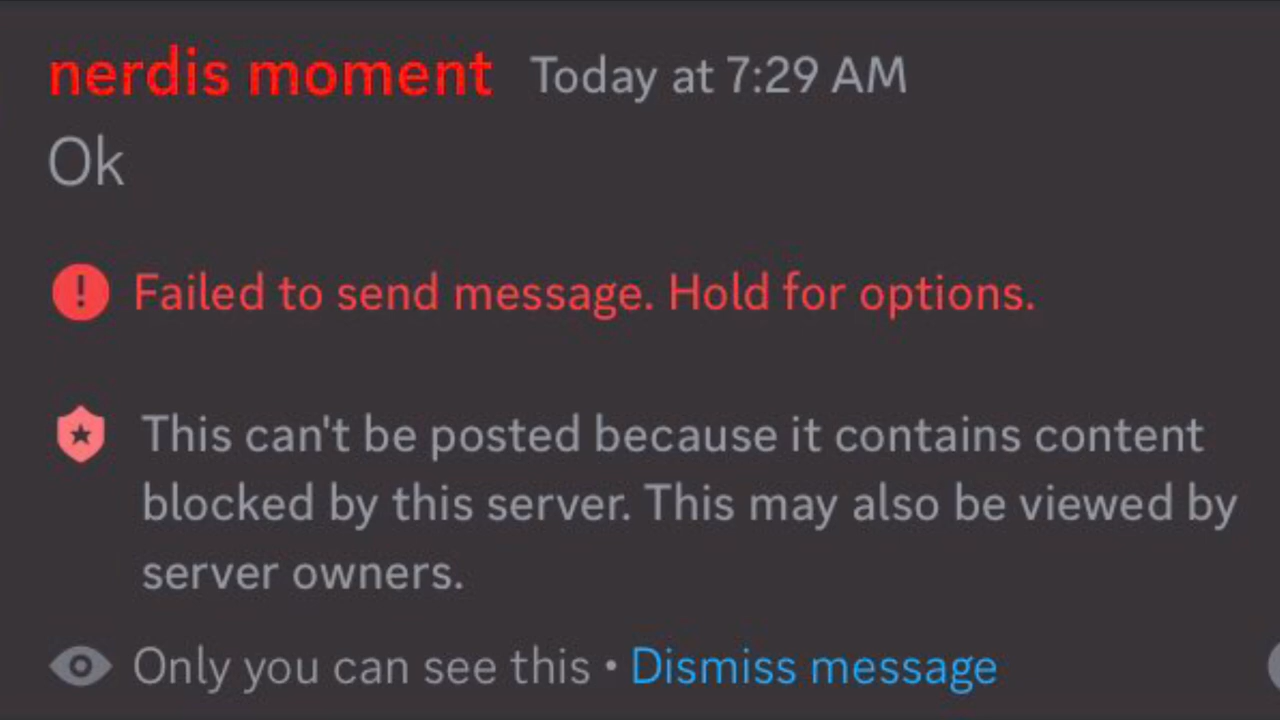 nerdis moment Today at 7:29 AM
Ok
Failed to send message. Hold for options.
This can't be posted because it contains content
blocked by this server. This may also be viewed by
server owners.
Only you can see this • Dismiss message